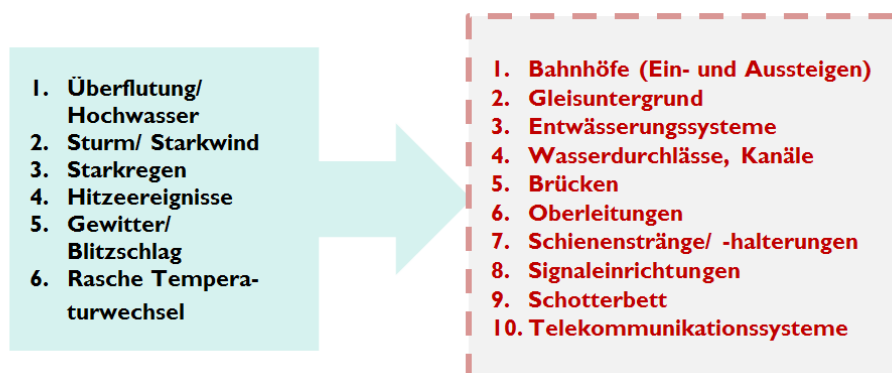 1. Überflutung/
Hochwasser
2. Sturm/ Starkwind
3. Starkregen
4. Hitzeereignisse
5. Gewitter/
Blitzschlag
6. Rasche Tempera-
turwechsel
1. Bahnhöfe (Ein- und Aussteigen)
2. Gleisuntergrund
3. Entwässerungssysteme
4. Wasserdurchlässe, Kanäle
5. Brücken
6. Oberleitungen
7. Schienenstränge/ -halterungen
8. Signaleinrichtungen
9. Schotterbett
10. Telekommunikationssysteme